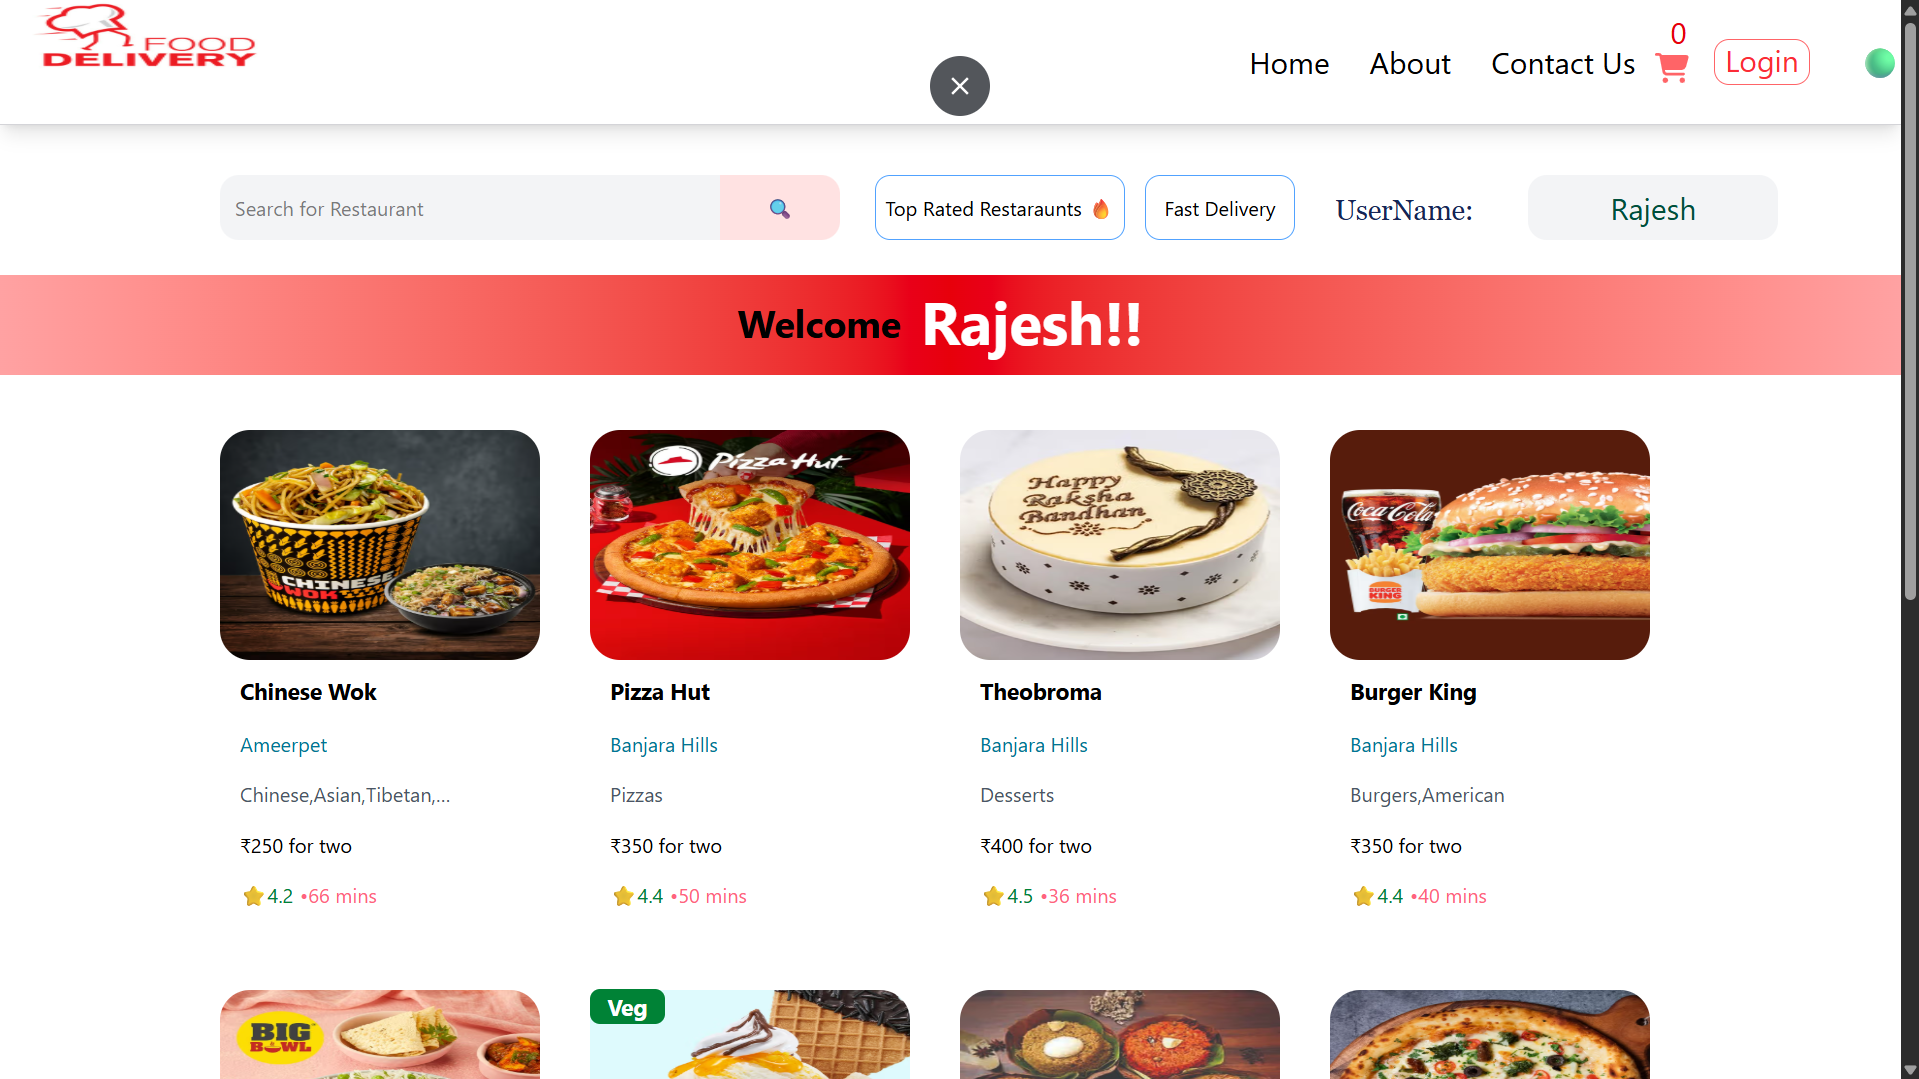 FOOD
DELIVERY
Home
About
Contact Us
0
Login
Search for Restaurant
Top Rated Restaraunts 🔥
Fast Delivery
UserName:
Rajesh
Welcome Rajesh!!
CHINESE
WOK
Pizza Hut
Happy
Raksha
Bandhan
Coca-Cola
BURGER
KING
Chinese Wok
Ameerpet
Chinese,Asian,Tibetan,...
₹250 for two
⭐4.2 •66 mins
Pizza Hut
Banjara Hills
Pizzas
₹350 for two
⭐4.4 •50 mins
Theobroma
Banjara Hills
Desserts
₹400 for two
⭐4.5 •36 mins
Burger King
Banjara Hills
Burgers,American
₹350 for two
⭐4.4 •40 mins
BIG
BOWL
Veg